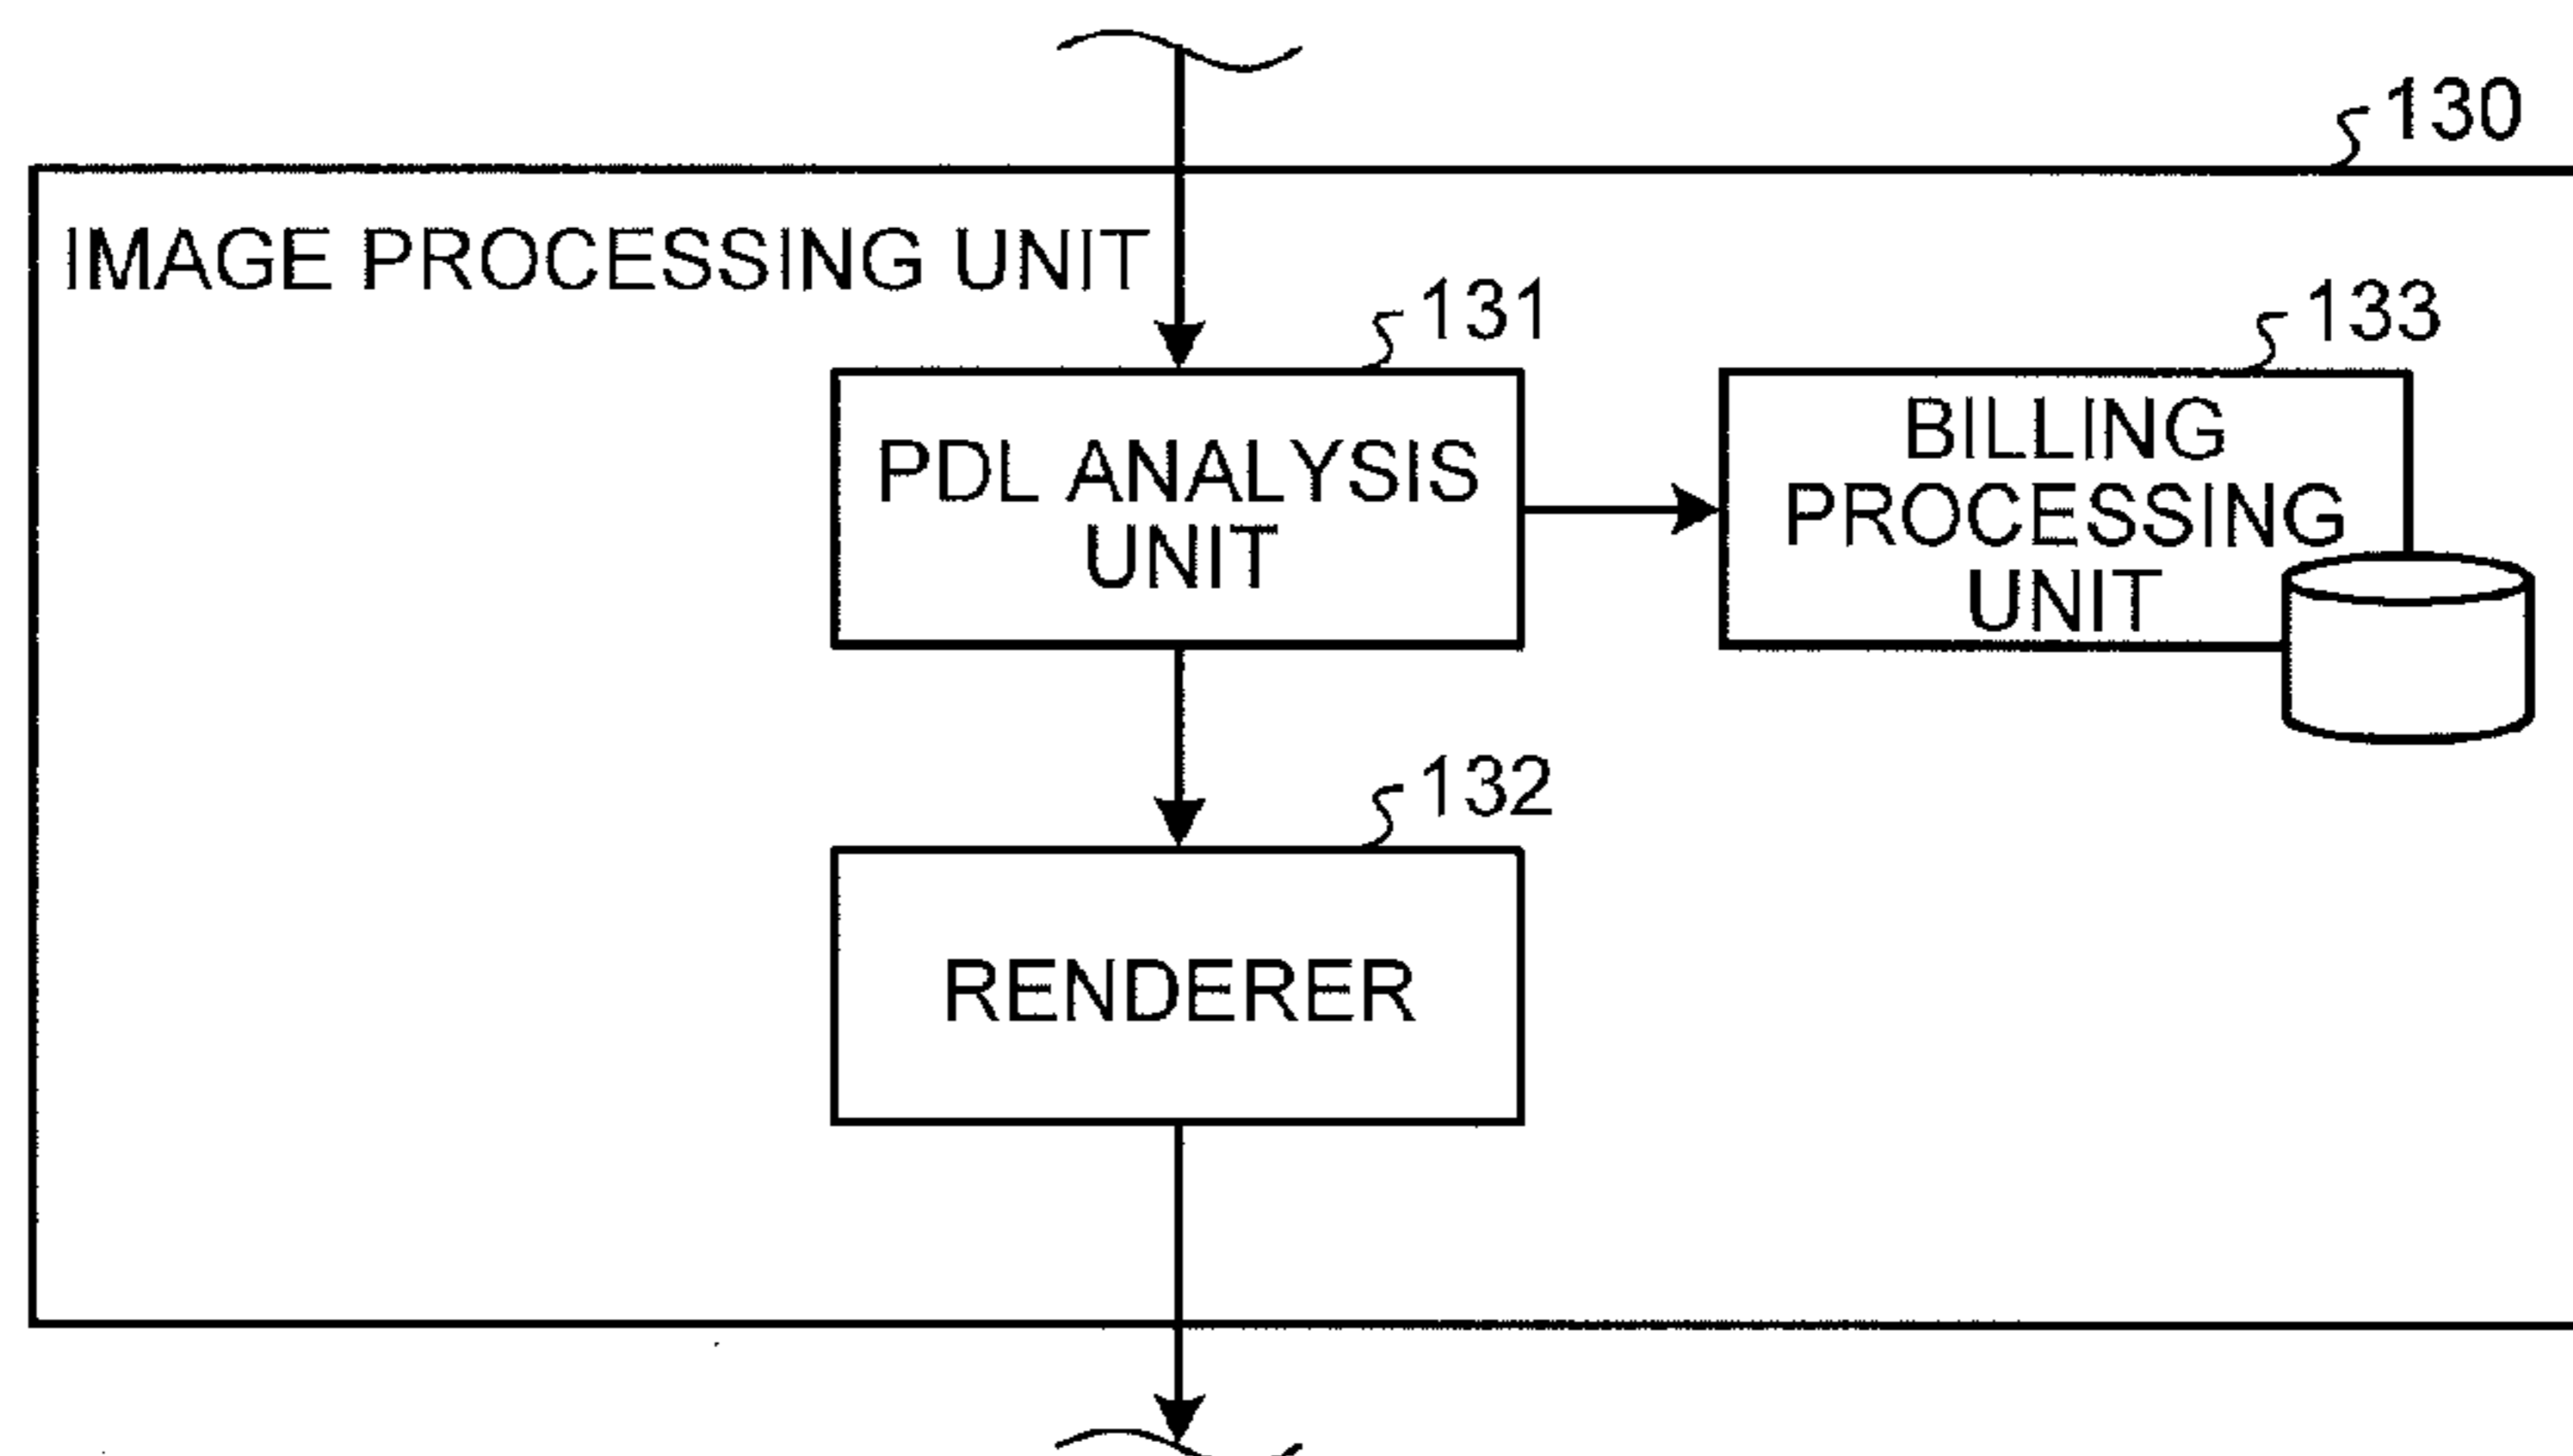 130
IMAGE PROCESSING UNIT
131
133
PDL ANALYSIS
UNIT
BILLING
PROCESSING
UNIT
132
RENDERER